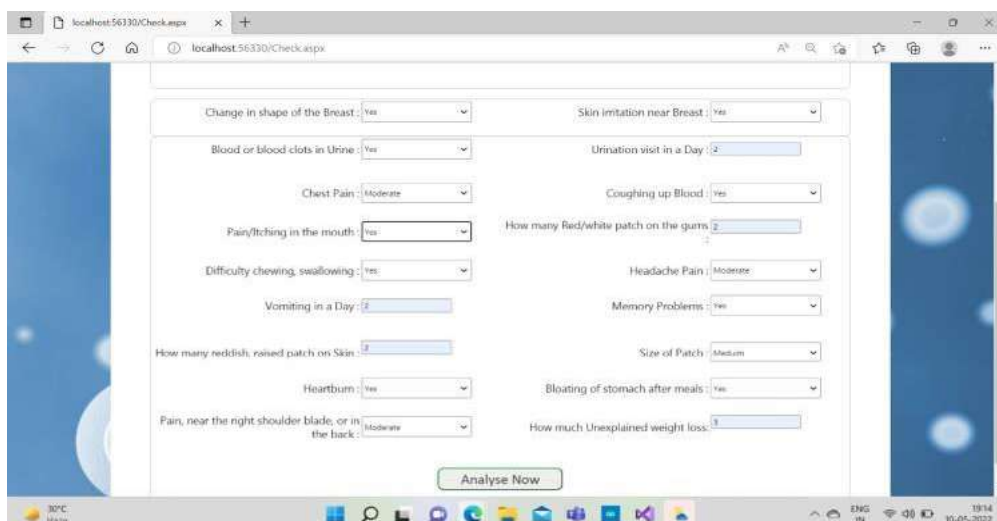 localhost:56330/Check.aspx
localhost:56330/Check.aspx
Change in shape of the Breast : Yes
Skin irritation near Breast : Yes
Blood or blood clots in Urine : Yes
Urination visit in a Day : 2
Chest Pain : Moderate
Coughing up Blood : Yes
Pain/Itching in the mouth : Yes
How many Red/white patch on the gums 2
:
Difficulty chewing, swallowing : Yes
Headache Pain : Moderate
Vomiting in a Day : 2
Memory Problems : Yes
How many reddish, raised patch on Skin : 2
Size of Patch : Medium
Heartburn : Yes
Bloating of stomach after meals : Yes
Pain, near the right shoulder blade, or in
the back : Moderate
How much Unexplained weight loss: 3
Analyse Now
30°C
ENG
IN
19:14
10-05-2022